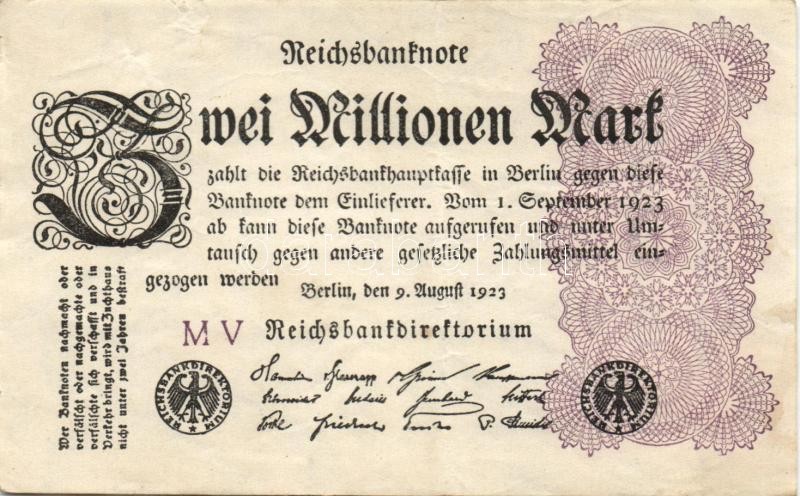 Reichsbanknote
Zwei Millionen Mark
zahlt die Reichsbankhauptkasse in Berlin gegen diese
Banknote dem Einlieferer. Vom 1. September 1923
ab kann diese Banknote aufgerufen und unter Um-
tausch gegen andere gesetzliche Zahlungsmittel ein-
gezogen werden
Berlin, den 9. August 1923
MV Reichsbankdirektorium
Wer Banknoten nachmacht oder
verfälscht oder nachgemachte oder
verfälschte sich verschafft und in
Verkehr bringt, wird mit Zuchthaus
nicht unter zwei Jahren bestraft
REICHSBANKDIREKTORIUM
REICHSBANKDIREKTORIUM